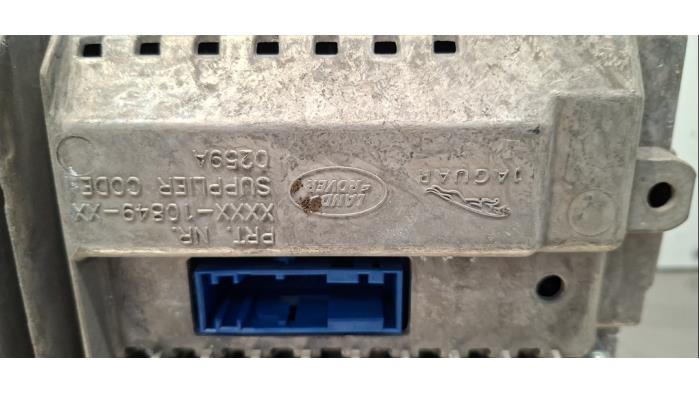 PRT. NR.
XXXX-10849-XX
SUPPLIER CODE
0259A
LAND
ROVER
JAGUAR